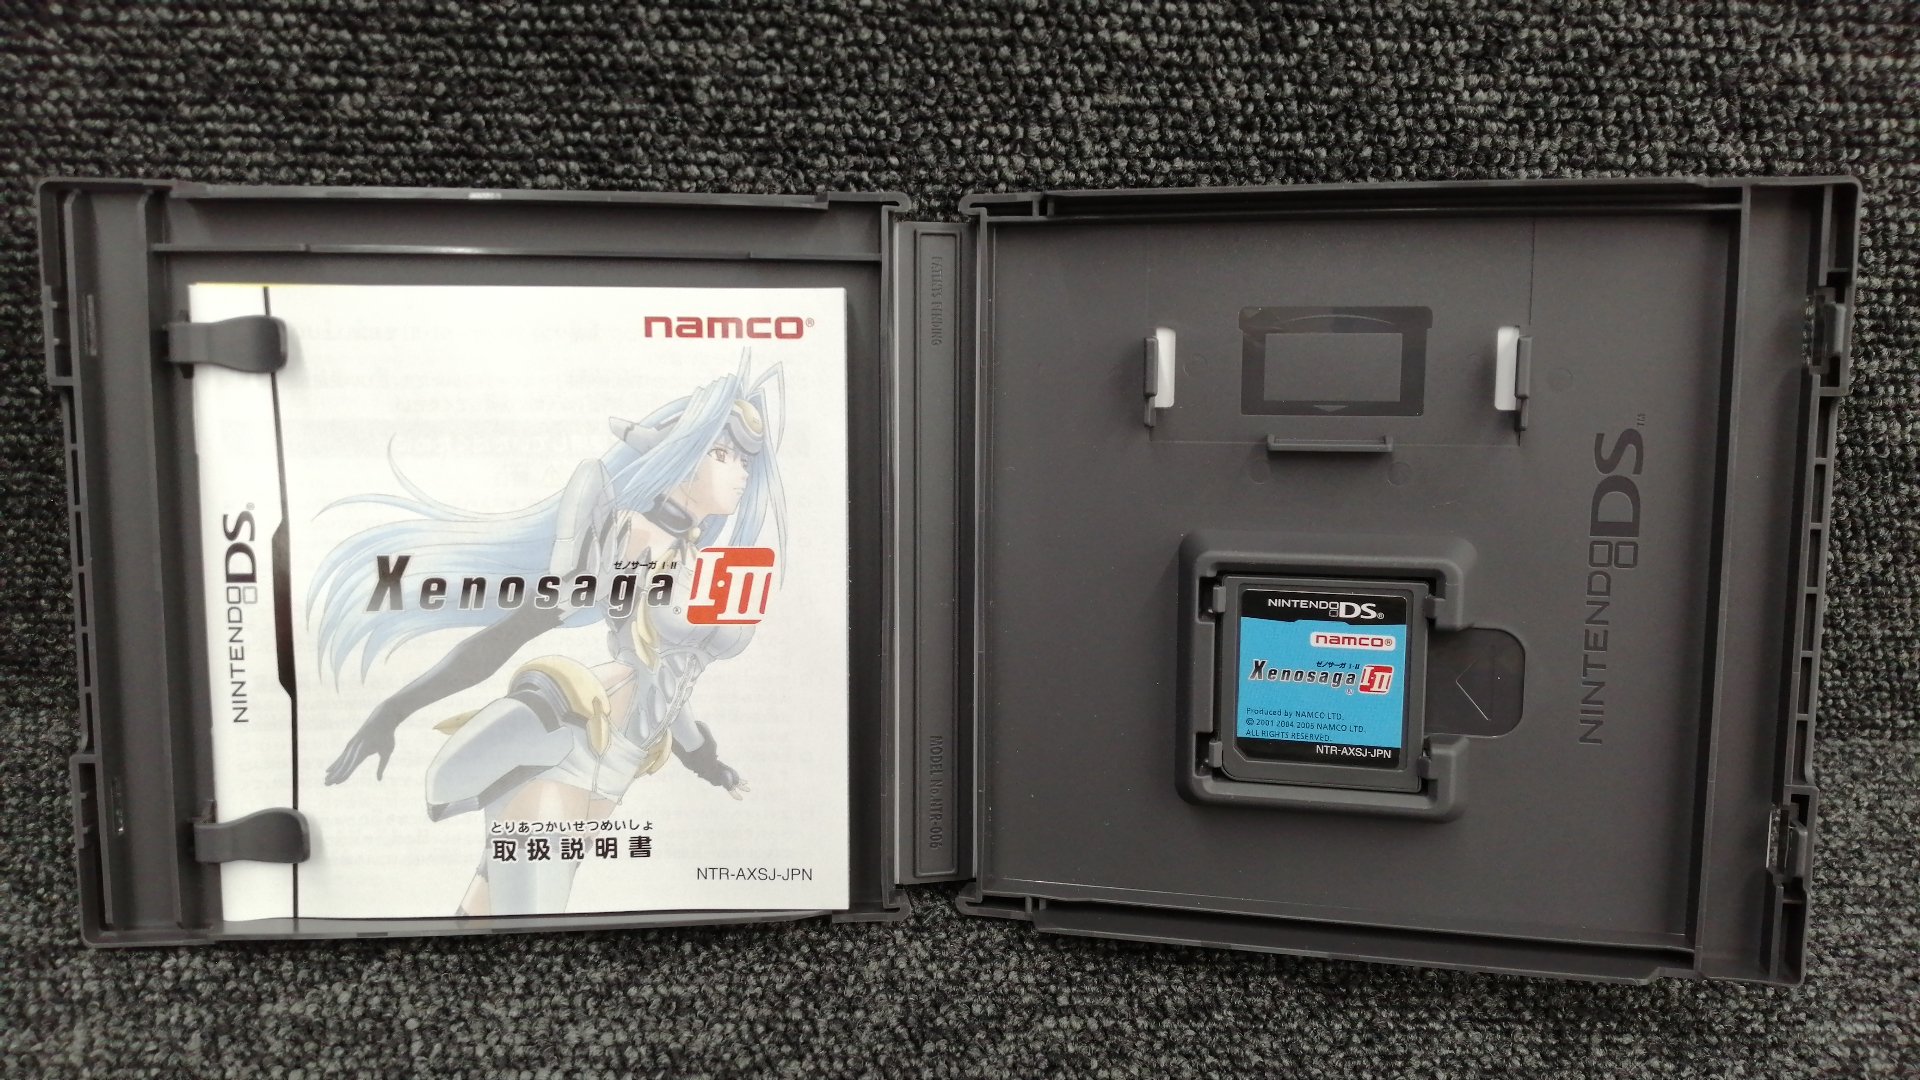 namco®
ゼノサーガ I・II
Xenosaga® I・II
NINTENDO DS®
とりあつかいせつめいしょ
取扱説明書
NTR-AXSJ-JPN
PATENTS PENDING
MODEL No.NTR-006
NINTENDO DS®
namco®
ゼノサーガ I・II
Xenosaga® I・II
Produced by NAMCO LTD.
© 2001 2004 2006 NAMCO LTD.
ALL RIGHTS RESERVED.
NTR-AXSJ-JPN
NINTENDO DS™